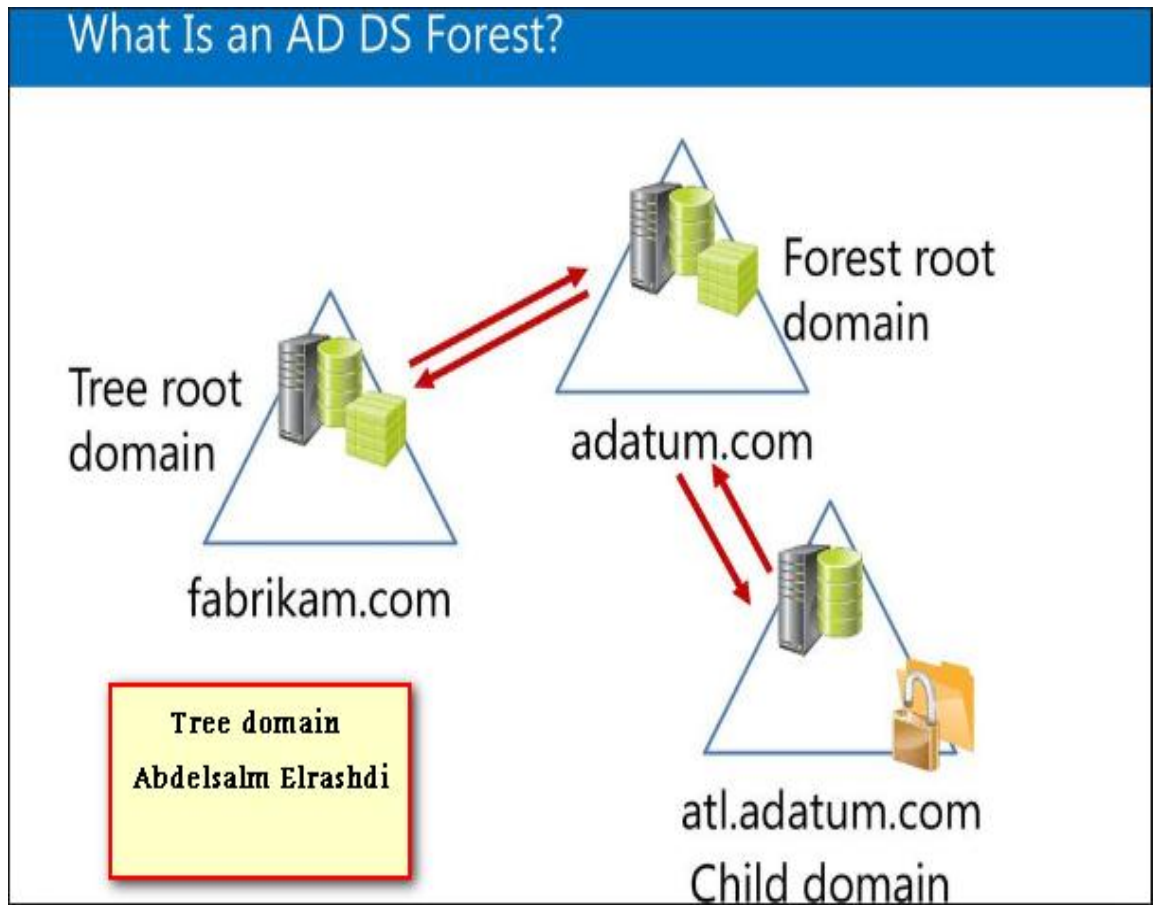 What Is an AD DS Forest?
Forest root
domain
Tree root
domain
adatum.com
fabrikam.com
Tree domain
Abdelsalm Elrashdi
atl.adatum.com
Child domain